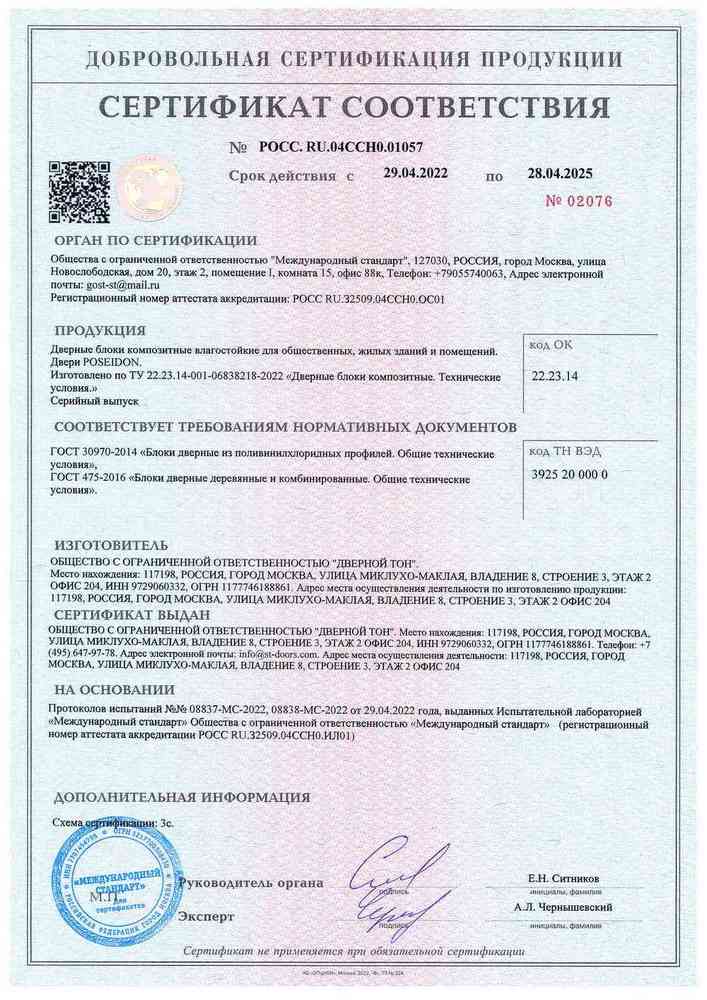 ДОБРОВОЛЬНАЯ СЕРТИФИКАЦИЯ ПРОДУКЦИИ
СЕРТИФИКАТ СООТВЕТСТВИЯ
№ РОСС. RU.04ССН0.01057
Срок действия с 29.04.2022 по 28.04.2025
№ 02076
ОРГАН ПО СЕРТИФИКАЦИИ
Общества с ограниченной ответственностью "Международный стандарт", 127030, РОССИЯ, город Москва, улица
Новослободская, дом 20, этаж 2, помещение I, комната 15, офис 88к, Телефон: +79055740063, Адрес электронной
почты: gost-st@mail.ru
Регистрационный номер аттестата аккредитации: РОСС RU.32509.04ССН0.ОС01
ПРОДУКЦИЯ
Дверные блоки композитные влагостойкие для общественных, жилых зданий и помещений.
Двери POSEIDON.
Изготовлено по ТУ 22.23.14-001-06838218-2022 «Дверные блоки композитные. Технические
условия.»
Серийный выпуск
код ОК
22.23.14
СООТВЕТСТВУЕТ ТРЕБОВАНИЯМ НОРМАТИВНЫХ ДОКУМЕНТОВ
ГОСТ 30970-2014 «Блоки дверные из поливинилхлоридных профилей. Общие технические
условия»,
ГОСТ 475-2016 «Блоки дверные деревянные и комбинированные. Общие технические
условия».
код ТН ВЭД
3925 20 000 0
ИЗГОТОВИТЕЛЬ
ОБЩЕСТВО С ОГРАНИЧЕННОЙ ОТВЕТСТВЕННОСТЬЮ "ДВЕРНОЙ ТОН".
Место нахождения: 117198, РОССИЯ, ГОРОД МОСКВА, УЛИЦА МИКЛУХО-МАКЛАЯ, ВЛАДЕНИЕ 8, СТРОЕНИЕ 3, ЭТАЖ 2
ОФИС 204, ИНН 9729060332, ОГРН 1177746188861. Адрес места осуществления деятельности по изготовлению продукции:
117198, РОССИЯ, ГОРОД МОСКВА, УЛИЦА МИКЛУХО-МАКЛАЯ, ВЛАДЕНИЕ 8, СТРОЕНИЕ 3, ЭТАЖ 2 ОФИС 204
СЕРТИФИКАТ ВЫДАН
ОБЩЕСТВО С ОГРАНИЧЕННОЙ ОТВЕТСТВЕННОСТЬЮ "ДВЕРНОЙ ТОН". Место нахождения: 117198, РОССИЯ, ГОРОД МОСКВА,
УЛИЦА МИКЛУХО-МАКЛАЯ, ВЛАДЕНИЕ 8, СТРОЕНИЕ 3, ЭТАЖ 2 ОФИС 204, ИНН 9729060332, ОГРН 1177746188861. Телефон: +7
(495) 647-97-78. Адрес электронной почты: info@st-doors.com. Адрес места осуществления деятельности: 117198, РОССИЯ, ГОРОД
МОСКВА, УЛИЦА МИКЛУХО-МАКЛАЯ, ВЛАДЕНИЕ 8, СТРОЕНИЕ 3, ЭТАЖ 2 ОФИС 204
НА ОСНОВАНИИ
Протоколов испытаний №№ 08837-МС-2022, 08838-МС-2022 от 29.04.2022 года, выданных Испытательной лабораторией
«Международный стандарт» Общества с ограниченной ответственностью «Международный стандарт» (регистрационный
номер аттестата аккредитации РОСС RU.32509.04ССН0.ИЛ01)
ДОПОЛНИТЕЛЬНАЯ ИНФОРМАЦИЯ
Схема сертификации: 3с.
«МЕЖДУНАРОДНЫЙ
СТАНДАРТ»
для
сертификатов
РОССИЙСКАЯ ФЕДЕРАЦИЯ ГОРОД МОСКВА
М.П.
Руководитель органа
подпись
Е.Н. Ситников
инициалы, фамилия
Эксперт
подпись
А.Л. Чернышевский
инициалы, фамилия
Сертификат не применяется при обязательной сертификации